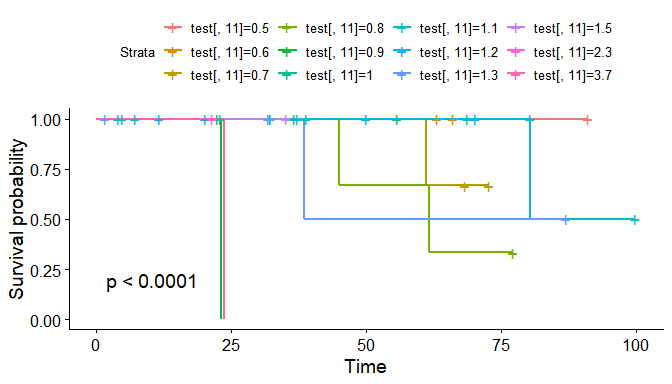 test[, 11]=0.5 test[, 11]=0.8 test[, 11]=1.1 test[, 11]=1.5
Strata test[, 11]=0.6 test[, 11]=0.9 test[, 11]=1.2 test[, 11]=2.3
test[, 11]=0.7 test[, 11]=1 test[, 11]=1.3 test[, 11]=3.7
Survival probability
1.00
0.75
0.50
0.25
0.00
p < 0.0001
0 25 50 75 100
Time